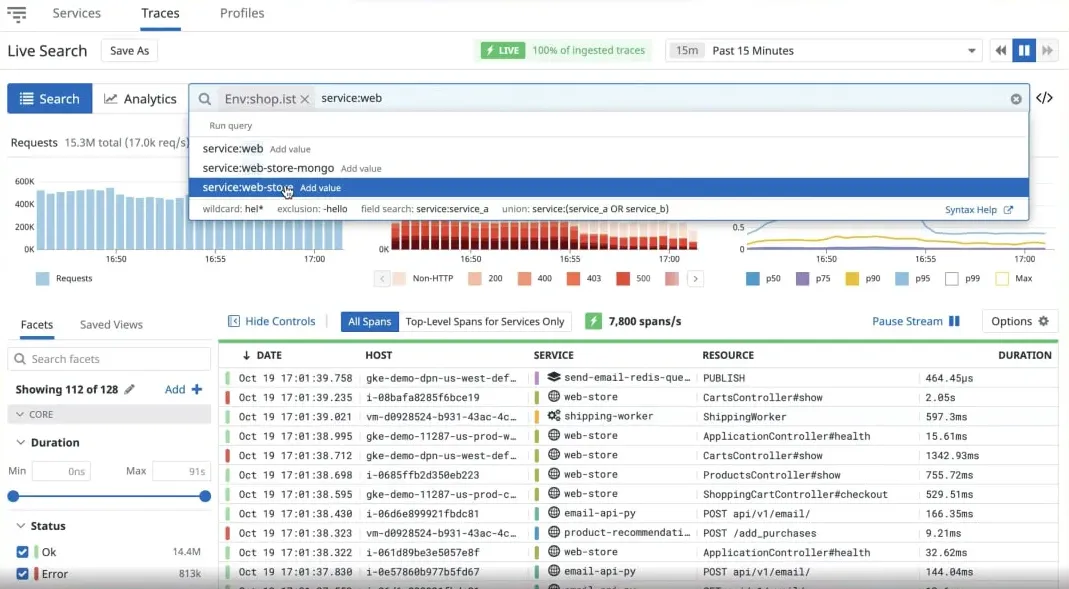 Services Traces Profiles
Live Search Save As LIVE 100% of ingested traces 15m Past 15 Minutes
Search Analytics Env:shop.ist service:web </>
Run query
Requests 15.3M total (17.0k req/s)
service:web Add value
service:web-store-mongo Add value
service:web-store Add value
wildcard: hel* exclusion: -hello field search: service:service_a union: service:(service_a OR service_b) Syntax Help
600K
400K
200K 0.5
0K 0K 0
16:50 16:55 17:00 16:50 16:55 17:00 16:50 16:55 17:00
Requests Non-HTTP 200 400 403 500 p50 p75 p90 p95 p99 Max
Facets Saved Views Hide Controls All Spans Top-Level Spans for Services Only 7,800 spans/s Pause Stream Options
Search facets DATE HOST SERVICE RESOURCE DURATION
Showing 112 of 128 Add
CORE
Duration
Min 0ns Max 91s
Status
Ok 14.4M
Error 813k
Oct 19 17:01:39.758 gke-demo-dpn-us-west-def… send-email-redis-que… PUBLISH 464.45µs
Oct 19 17:01:39.235 i-08bafa8285f6bce19 web-store CartsController#show 2.05s
Oct 19 17:01:39.021 vm-d0928524-b931-43ac-4c… shipping-worker ShippingWorker 597.3ms
Oct 19 17:01:38.995 gke-demo-11287-us-prod-w… web-store ApplicationController#health 15.61ms
Oct 19 17:01:38.712 gke-demo-dpn-us-west-def… web-store CartsController#show 1342.93ms
Oct 19 17:01:38.698 i-0685ffb2d350eb223 web-store ProductsController#show 755.72ms
Oct 19 17:01:38.595 gke-demo-11287-us-prod-c… web-store ShoppingCartController#checkout 529.51ms
Oct 19 17:01:38.430 i-06d6e899921fbdc81 email-api-py POST api/v1/email/ 166.35ms
Oct 19 17:01:38.323 vm-d0928524-b931-43ac-4c… product-recommendati… POST /add_purchases 9.21ms
Oct 19 17:01:38.322 i-061d89be3e5057e8f web-store ApplicationController#health 32.62ms
Oct 19 17:01:37.830 i-0e57860b977b5fd67 email-api-py POST api/v1/email/ 144.04ms